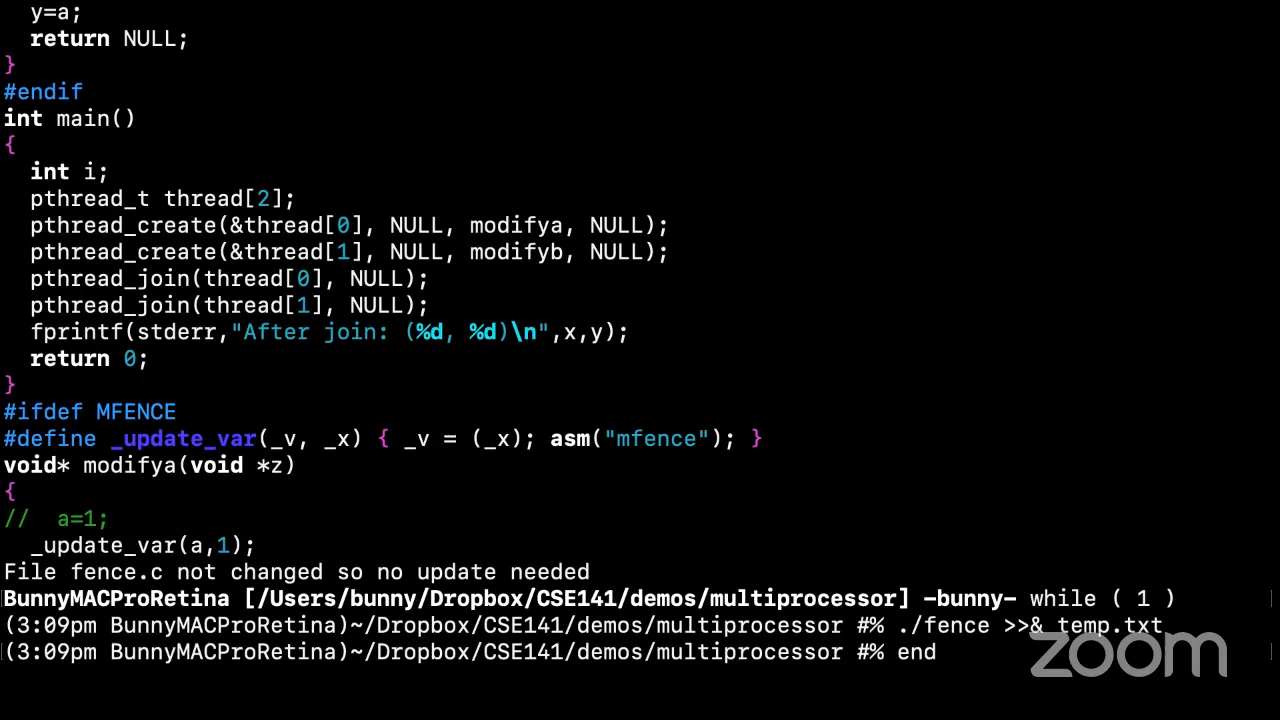 y=a;
  return NULL;
}
#endif
int main()
{
  int i;
  pthread_t thread[2];
  pthread_create(&thread[0], NULL, modifya, NULL);
  pthread_create(&thread[1], NULL, modifyb, NULL);
  pthread_join(thread[0], NULL);
  pthread_join(thread[1], NULL);
  fprintf(stderr,"After join: (%d, %d)\n",x,y);
  return 0;
}
#ifdef MFENCE
#define _update_var(_v, _x) { _v = (_x); asm("mfence"); }
void* modifya(void *z)
{
//  a=1;
  _update_var(a,1);
File fence.c not changed so no update needed
BunnyMACProRetina [/Users/bunny/Dropbox/CSE141/demos/multiprocessor] -bunny- while ( 1 )
(3:09pm BunnyMACProRetina)~/Dropbox/CSE141/demos/multiprocessor #% ./fence >>& temp.txt
(3:09pm BunnyMACProRetina)~/Dropbox/CSE141/demos/multiprocessor #% end
zoom